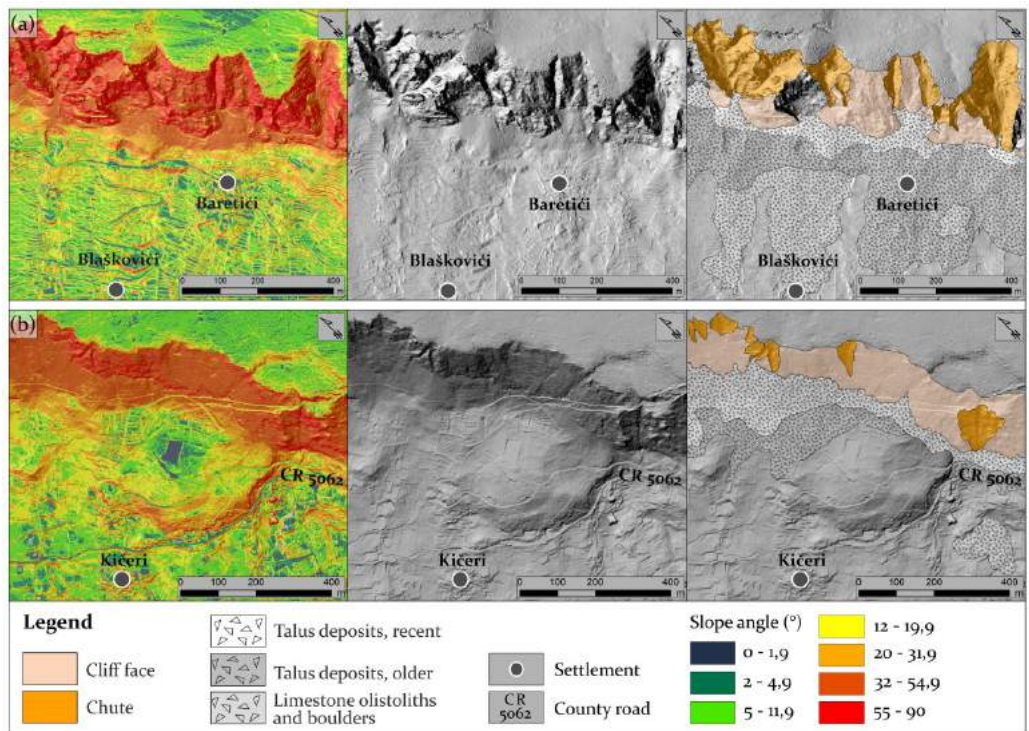 (a)
N
N
N
Baretići
Baretići
Baretići
Blaškovići
Blaškovići
Blaškovići
100 0 100 200 400 m
100 0 100 200 400 m
100 0 100 200 400 m
(b)
N
N
N
CR 5062
CR 5062
CR 5062
Kičeri
Kičeri
Kičeri
0 100 200 400 m
0 100 200 400 m
0 100 200 400 m
Legend
Cliff face
Chute
Talus deposits, recent
Talus deposits, older
Limestone olistoliths
and boulders
Settlement
CR
5062
County road
Slope angle (°)
0 - 1,9
2 - 4,9
5 - 11,9
12 - 19,9
20 - 31,9
32 - 54,9
55 - 90